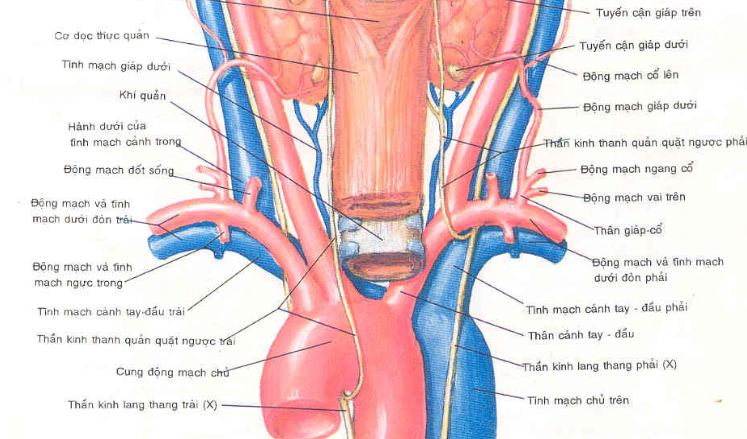 Cơ dọc thực quản
Tĩnh mạch giáp dưới
Khí quản
Hành dưới của
tĩnh mạch cảnh trong
Động mạch đốt sống
Động mạch và tĩnh
mạch dưới đòn trái
Động mạch và tĩnh
mạch ngực trong
Tĩnh mạch cánh tay-đầu trái
Thần kinh thanh quản quặt ngược trái
Cung động mạch chủ
Thần kinh lang thang trái (X)
Tuyến cận giáp trên
Tuyến cận giáp dưới
Động mạch cổ lên
Động mạch giáp dưới
Thần kinh thanh quản quặt ngược phải
Động mạch ngang cổ
Động mạch vai trên
Thân giáp-cổ
Động mạch và tĩnh mạch
dưới đòn phải
Tĩnh mạch cánh tay - đầu phải
Thân cánh tay - đầu
Thần kinh lang thang phải (X)
Tĩnh mạch chủ trên